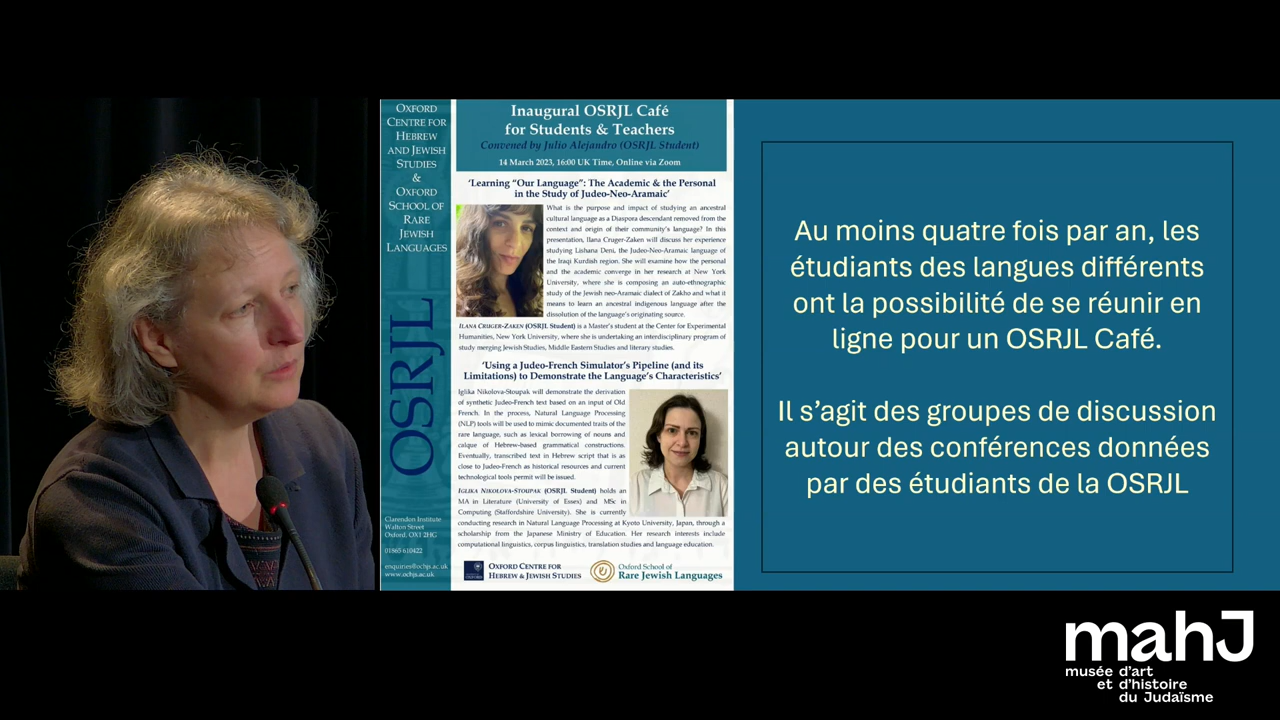 OXFORD
CENTRE FOR
HEBREW
AND JEWISH
STUDIES
&
OXFORD
SCHOOL OF
RARE
JEWISH
LANGUAGES
OSRJL
Clarendon Institute
Walton Street
Oxford, OX1 2HG
01865 610422
enquiries@ochjs.ac.uk
www.ochjs.ac.uk
Inaugural OSRJL Café
for Students & Teachers
Convened by Julio Alejandro (OSRJL Student)
14 March 2023, 16:00 UK Time, Online via Zoom
‘Learning “Our Language”: The Academic & the Personal
in the Study of Judeo-Neo-Aramaic’
What is the purpose and impact of studying an ancestral
cultural language as a Diaspora descendant removed from the
context and origin of their community's language? In this
presentation, Ilana Cruger-Zaken will discuss her experience
studying Lishana Deni, the Judeo-Neo-Aramaic language of
the Iraqi Kurdish region. She will examine how the personal
and the academic converge in her research at New York
University, where she is composing an auto-ethnographic
study of the Jewish neo-Aramaic dialect of Zakho and what it
means to learn an ancestral indigenous language after the
dissolution of the language's originating source.
ILANA CRUGER-ZAKEN (OSRJL Student) is a Master's student at the Center for Experimental
Humanities, New York University, where she is undertaking an interdisciplinary program of
study merging Jewish Studies, Middle Eastern Studies and literary studies.
‘Using a Judeo-French Simulator's Pipeline (and its
Limitations) to Demonstrate the Language's Characteristics’
Iglika Nikolova-Stoupak will demonstrate the derivation
of synthetic Judeo-French text based on an input of Old
French. In the process, Natural Language Processing
(NLP) tools will be used to mimic documented traits of the
rare language, such as lexical borrowing of nouns and
calque of Hebrew-based grammatical constructions.
Eventually, transcribed text in Hebrew script that is as
close to Judeo-French as historical resources and current
technological tools permit will be issued.
IGLIKA NIKOLOVA-STOUPAK (OSRJL Student) holds an
MA in Literature (University of Essex) and MSc in
Computing (Staffordshire University). She is currently
conducting research in Natural Language Processing at Kyoto University, Japan, through a
scholarship from the Japanese Ministry of Education. Her research interests include
computational linguistics, corpus linguistics, translation studies and language education.
OXFORD CENTRE FOR
HEBREW & JEWISH STUDIES
Oxford School of
Rare Jewish Languages
Au moins quatre fois par an, les
étudiants des langues différents
ont la possibilité de se réunir en
ligne pour un OSRJL Café.
Il s’agit des groupes de discussion
autour des conférences données
par des étudiants de la OSRJL
mahJ
musée d'art
et d'histoire
du Judaïsme